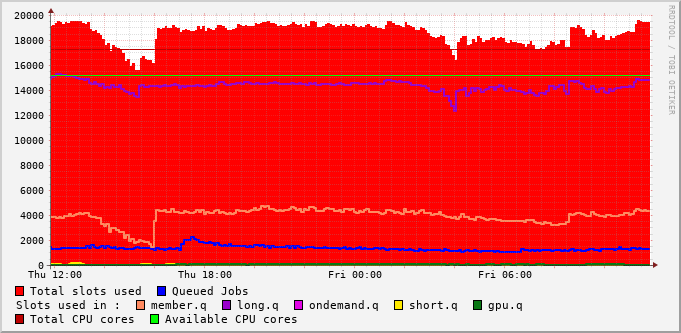 20000
18000
16000
14000
12000
10000
8000
6000
4000
2000
0
Thu 12:00 Thu 18:00 Fri 00:00 Fri 06:00
RRDTOOL / TOBI OETIKER
Total slots used Queued Jobs
Slots used in : member.q long.q ondemand.q short.q gpu.q
Total CPU cores Available CPU cores